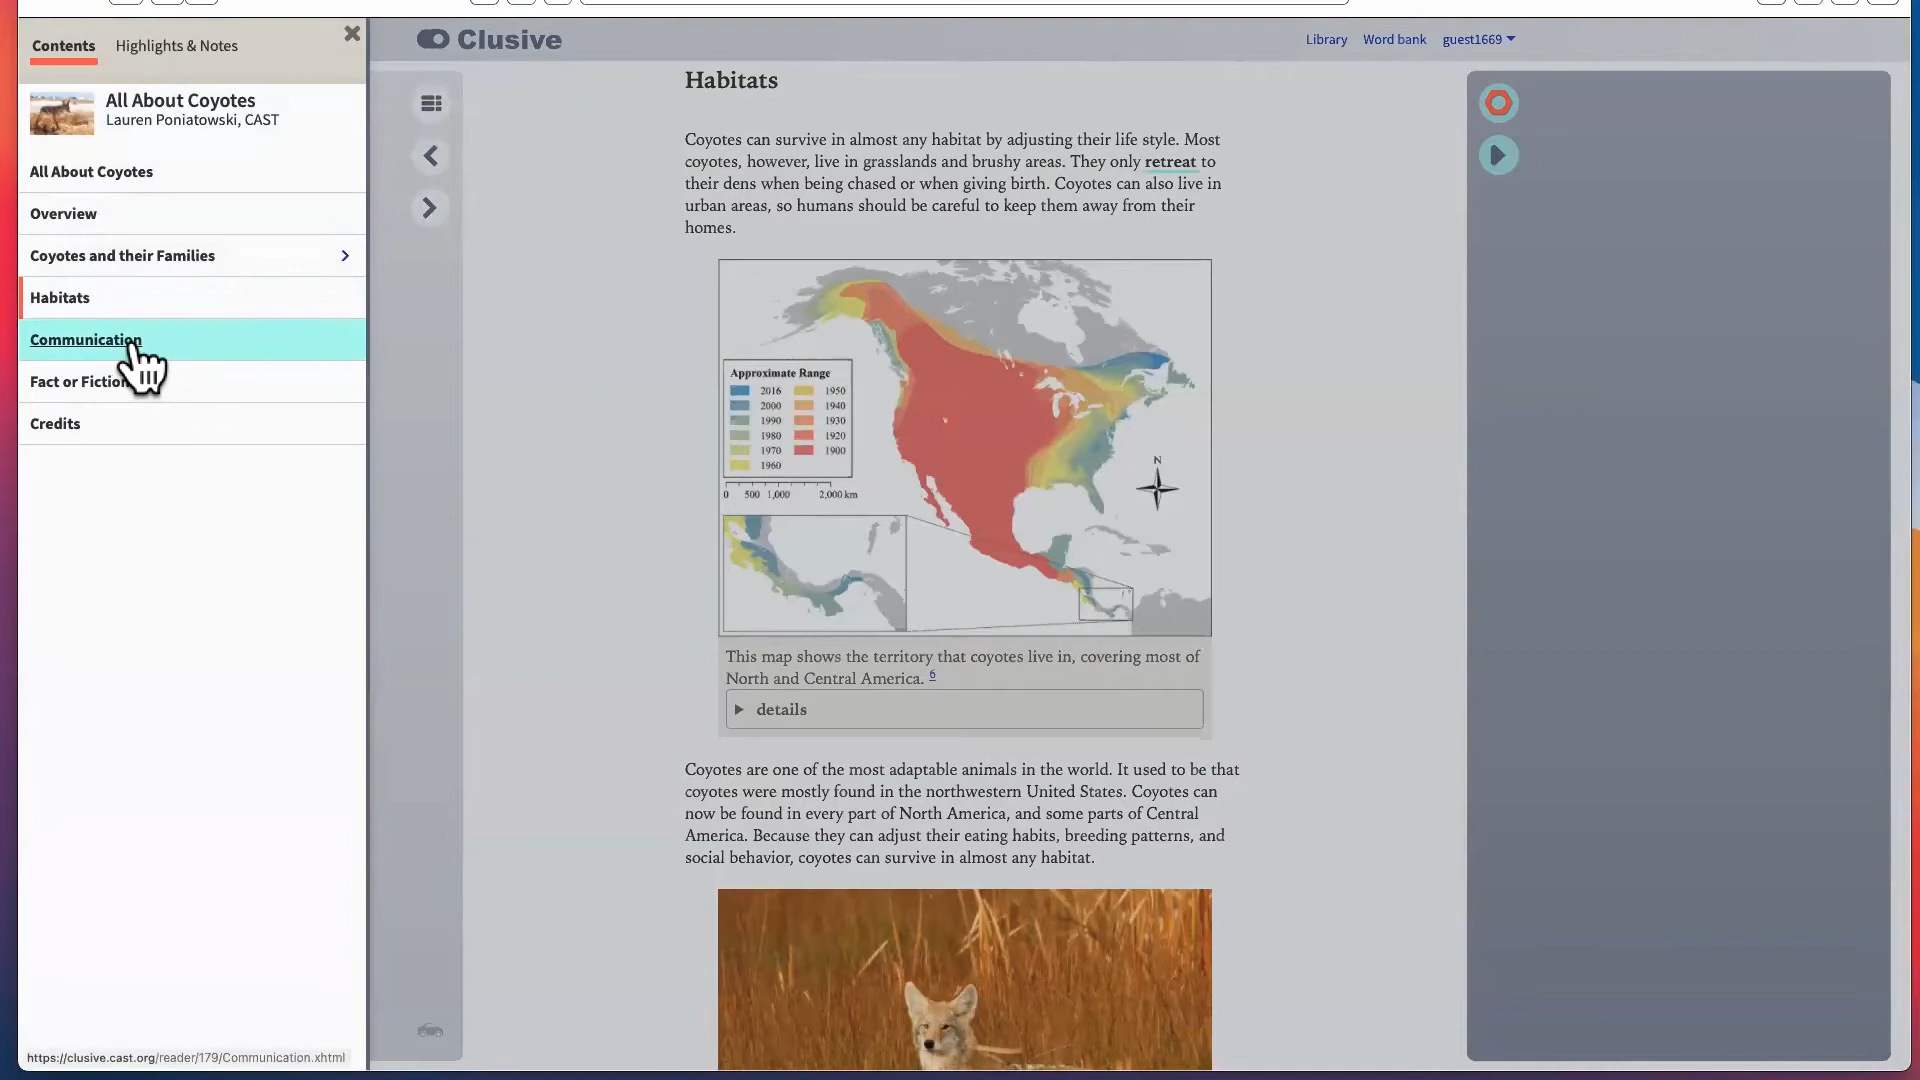 Contents Highlights & Notes
All About Coyotes
Lauren Poniatowski, CAST
All About Coyotes
Overview
Coyotes and their Families
Habitats
Communication
Fact or Fiction
Credits
https://clusive.cast.org/reader/179/Communication.xhtml
Clusive
Library Word bank guest1669
Habitats
Coyotes can survive in almost any habitat by adjusting their life style. Most
coyotes, however, live in grasslands and brushy areas. They only retreat to
their dens when being chased or when giving birth. Coyotes can also live in
urban areas, so humans should be careful to keep them away from their
homes.
Approximate Range
2016 1950
2000 1940
1990 1930
1980 1920
1970 1900
1960
0 500 1,000 2,000 km
N
This map shows the territory that coyotes live in, covering most of
North and Central America. 6
details
Coyotes are one of the most adaptable animals in the world. It used to be that
coyotes were mostly found in the northwestern United States. Coyotes can
now be found in every part of North America, and some parts of Central
America. Because they can adjust their eating habits, breeding patterns, and
social behavior, coyotes can survive in almost any habitat.